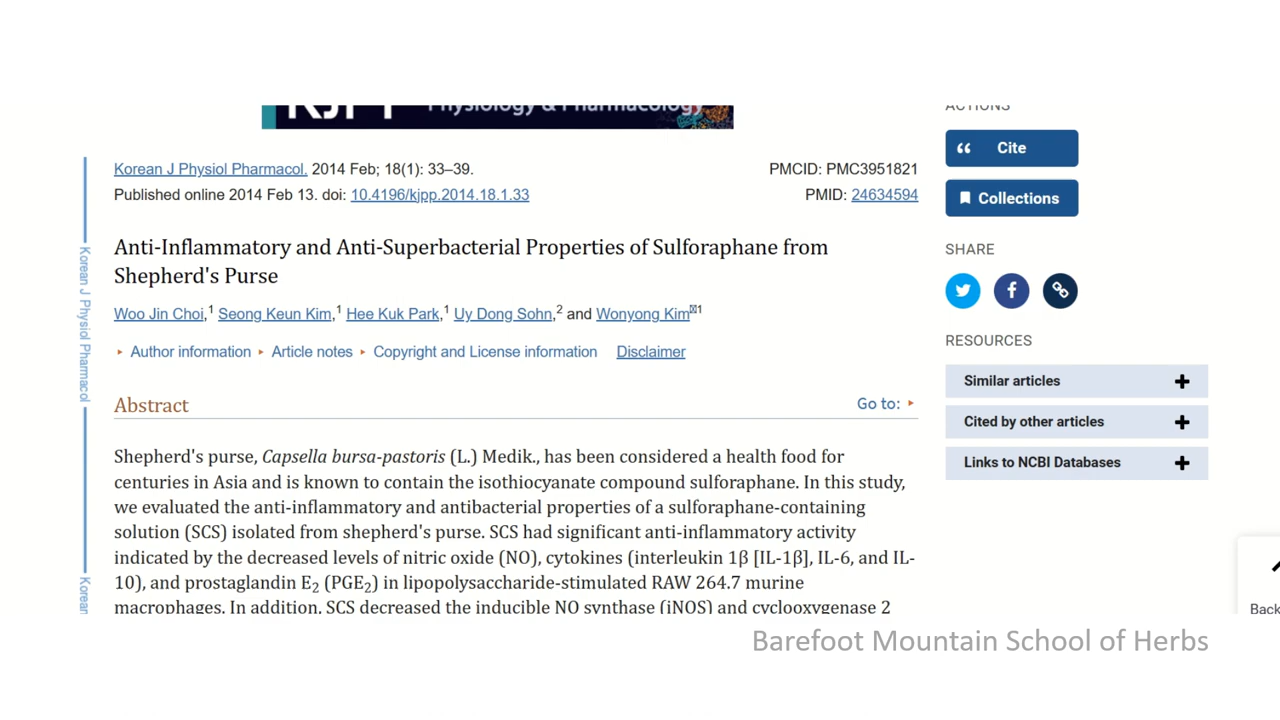 Physiology & Pharmacology
ACTIONS
Cite
Collections
Korean J Physiol Pharmacol. 2014 Feb; 18(1): 33–39.
PMCID: PMC3951821
Published online 2014 Feb 13. doi: 10.4196/kjpp.2014.18.1.33
PMID: 24634594
Anti-Inflammatory and Anti-Superbacterial Properties of Sulforaphane from
Shepherd's Purse
Woo Jin Choi,1 Seong Keun Kim,1 Hee Kuk Park,1 Uy Dong Sohn,2 and Wonyong Kim1
Author information Article notes Copyright and License information Disclaimer
Abstract
Go to:
Shepherd's purse, Capsella bursa-pastoris (L.) Medik., has been considered a health food for
centuries in Asia and is known to contain the isothiocyanate compound sulforaphane. In this study,
we evaluated the anti-inflammatory and antibacterial properties of a sulforaphane-containing
solution (SCS) isolated from shepherd's purse. SCS had significant anti-inflammatory activity
indicated by the decreased levels of nitric oxide (NO), cytokines (interleukin 1β [IL-1β], IL-6, and IL-
10), and prostaglandin E2 (PGE2) in lipopolysaccharide-stimulated RAW 264.7 murine
macrophages. In addition, SCS decreased the inducible NO synthase (iNOS) and cyclooxygenase 2
Korean J Physiol Pharmacol
Korean
SHARE
RESOURCES
Similar articles
Cited by other articles
Links to NCBI Databases
Back
Barefoot Mountain School of Herbs